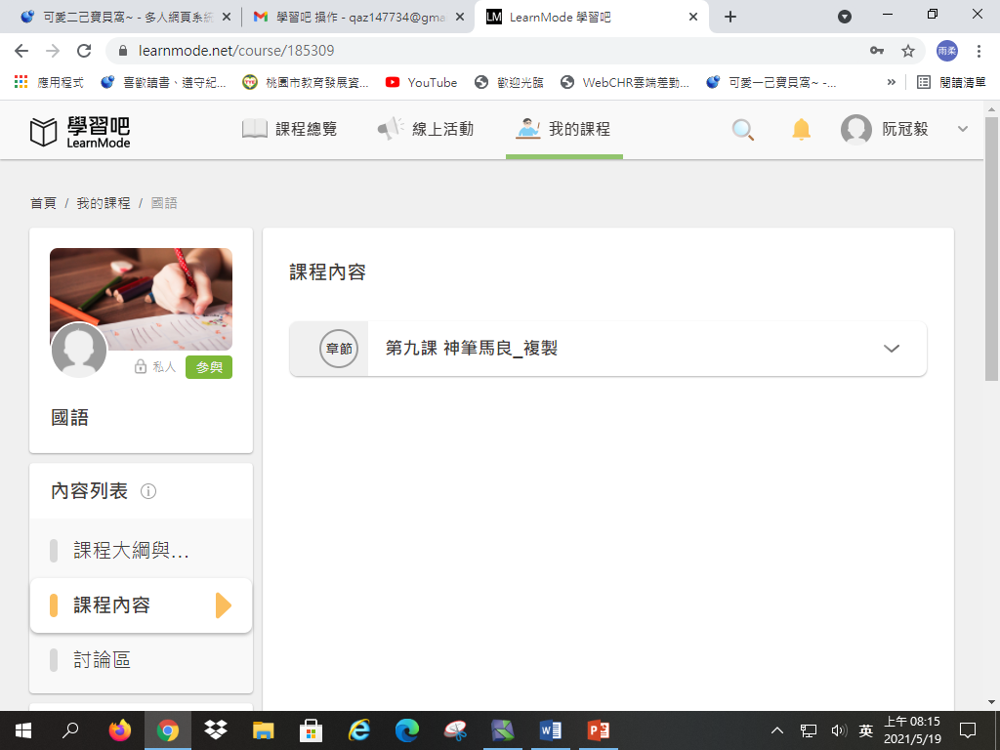 可愛二己寶貝窩~ - 多人網頁系統
學習吧 操作 - qaz147734@gma
LM LearnMode 學習吧
learnmode.net/course/185309
雨柔
應用程式
喜歡讀書、遵守紀...
桃園市教育發展資...
YouTube
歡迎光臨
WebCHR雲端差勤...
可愛一己寶貝窩~ -...
»
閱讀清單
學習吧
LearnMode
課程總覽
線上活動
我的課程
阮冠毅
首頁 / 我的課程 / 國語
私人
參與
國語
內容列表
課程大綱與...
課程內容
討論區
課程內容
章節
第九課 神筆馬良_複製
英
上午 08:15
2021/5/19